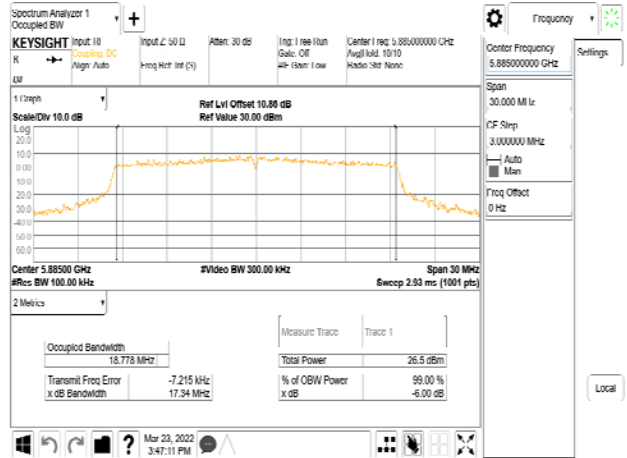 Spectrum Analyzer 1
Occupied BW
+
Frequency
KEYSIGHT
Input: RF
Coupling: DC
Align: Auto
Input Z: 50 Ω
Freq Ref: Int (S)
Atten: 30 dB
Trig: Free Run
Gate: Off
#IF Gain: Low
Center Freq: 5.885000000 GHz
Avg|Hold: 10/10
Radio Std: None
Center Frequency
5.885000000 GHz
Settings
Span
30.000 MHz
CF Step
3.000000 MHz
Auto
Man
Freq Offset
0 Hz
1 Graph
Scale/Div 10.0 dB
Ref Lvl Offset 10.86 dB
Ref Value 30.00 dBm
Log
20.0
10.0
0.00
10.0
20.0
30.0
-40.0
50.0
60.0
Center 5.88500 GHz
#Res BW 100.00 kHz
#Video BW 300.00 kHz
Span 30 MHz
Sweep 2.93 ms (1001 pts)
2 Metrics
Measure Trace
Trace 1
Occupied Bandwidth
18.778 MHz
Total Power
26.5 dBm
Transmit Freq Error
-7.215 kHz
% of OBW Power
99.00 %
x dB Bandwidth
17.34 MHz
x dB
-6.00 dB
Local
?
Mar 23, 2022
3:47:11 PM